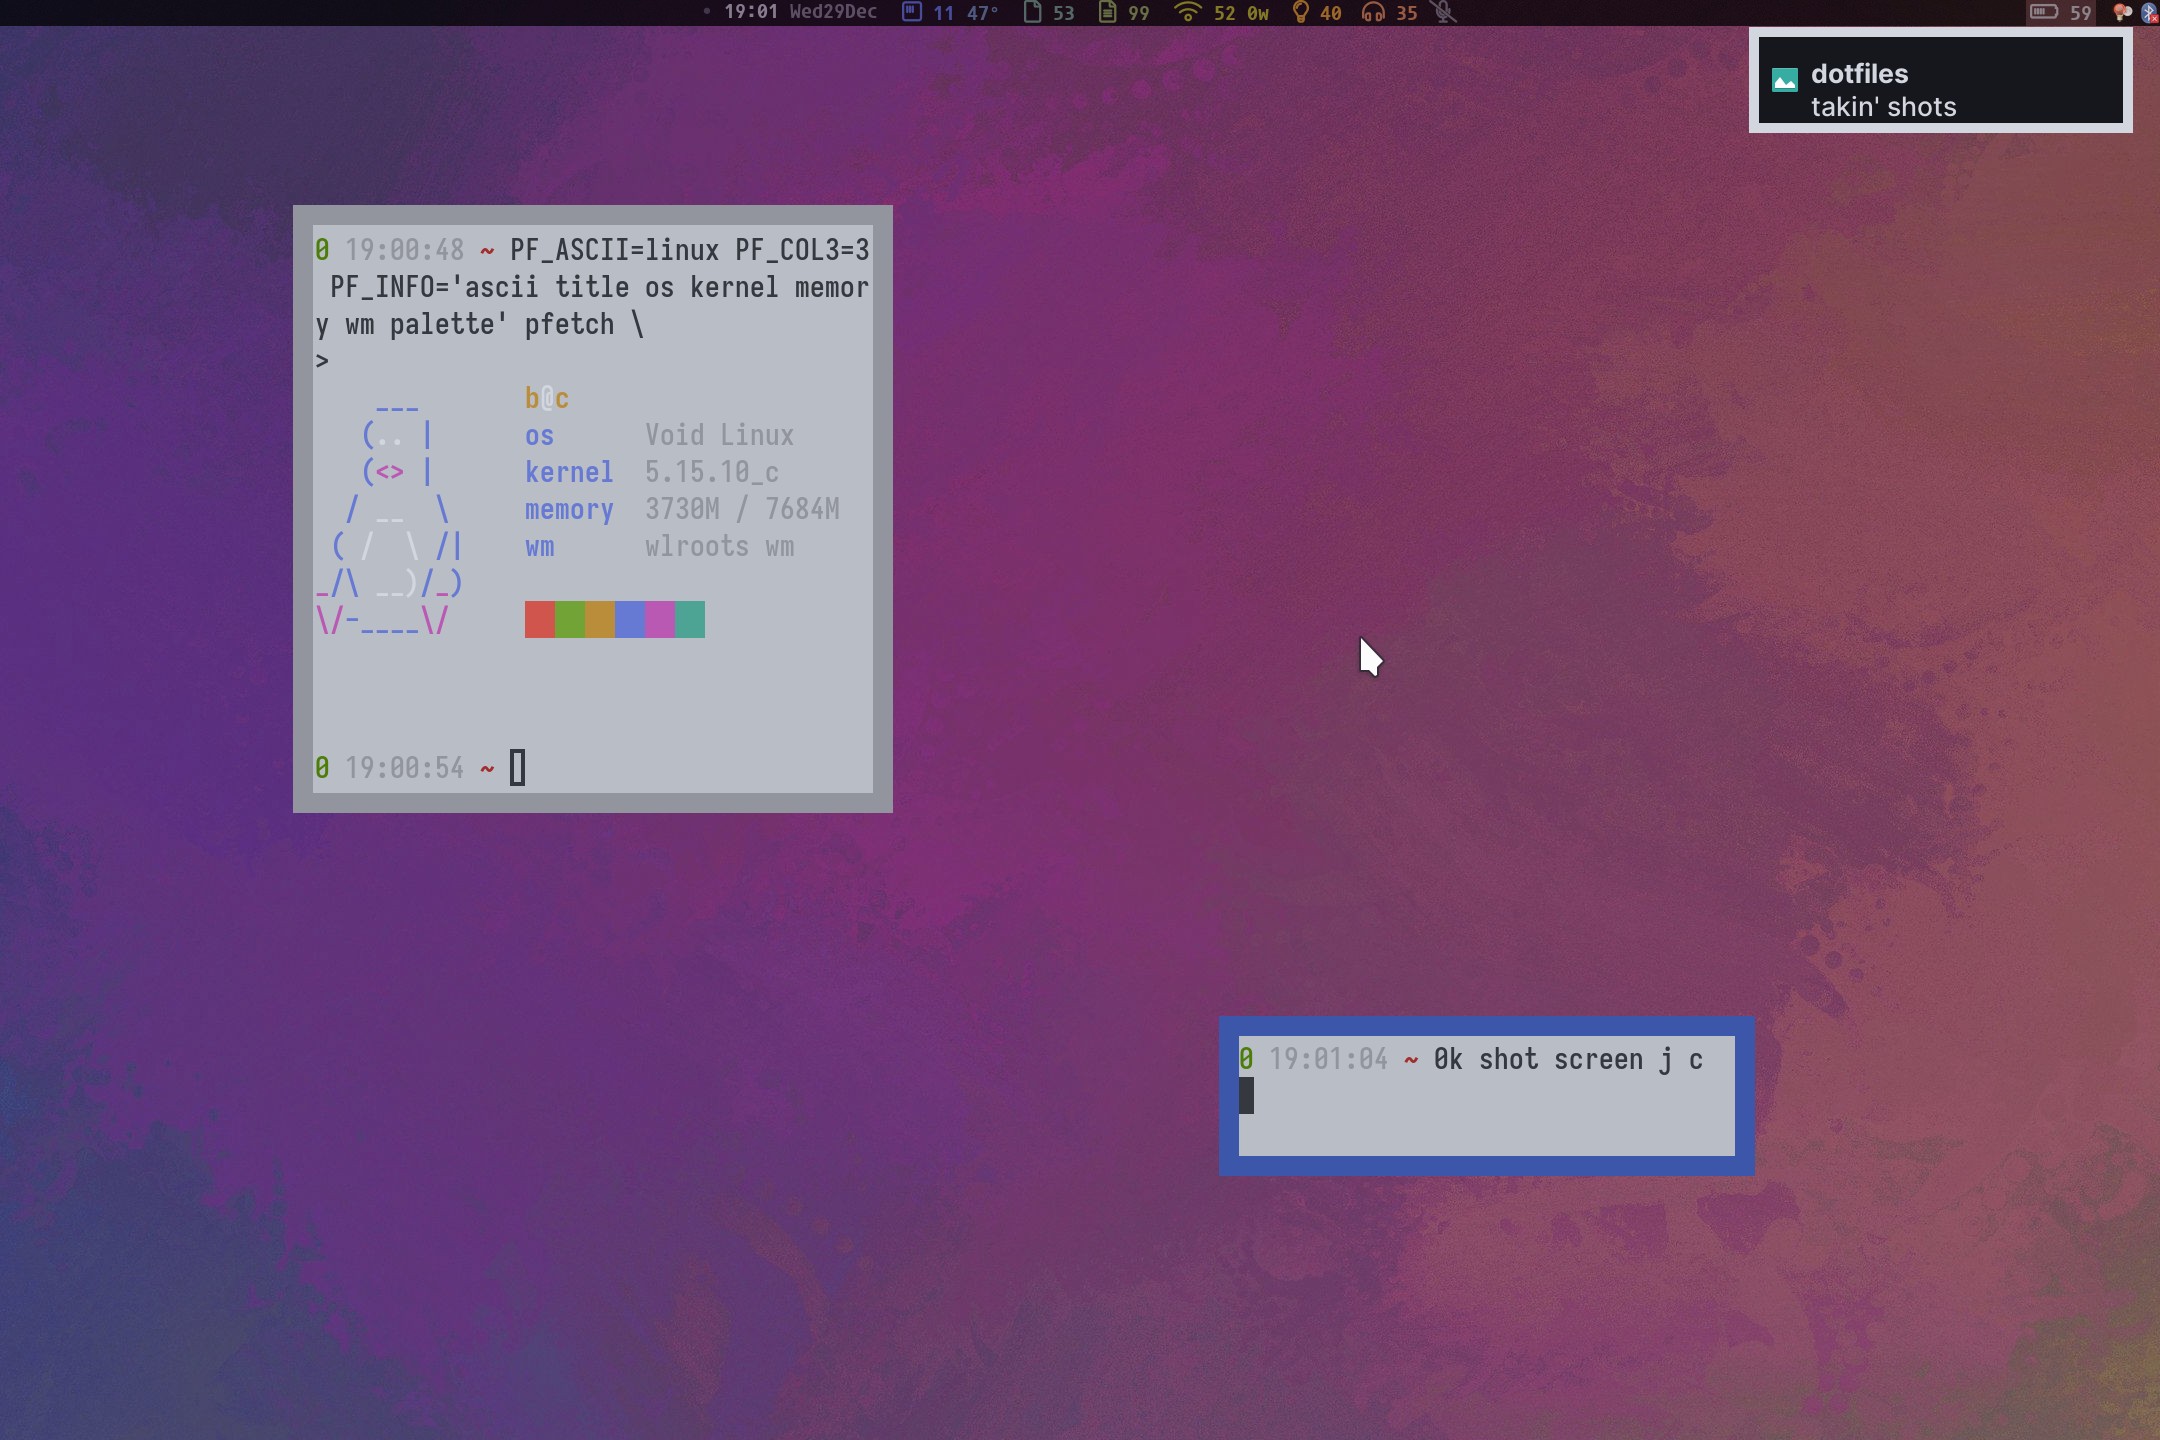 19:01 Wed29Dec 11 47° 53 99 52 0w 40 35 59
dotfiles
takin' shots
0 19:00:48 ~ PF_ASCII=linux PF_COL3=3
PF_INFO='ascii title os kernel memor
y wm palette' pfetch \
>
b@c
___
(.. |
os Void Linux
(<> |
kernel 5.15.10_c
/ __ \
memory 3730M / 7684M
( / \ /|
wm wlroots wm
_/\ __)/_)
\/-____\/
0 19:00:54 ~
0 19:01:04 ~ 0k shot screen j c